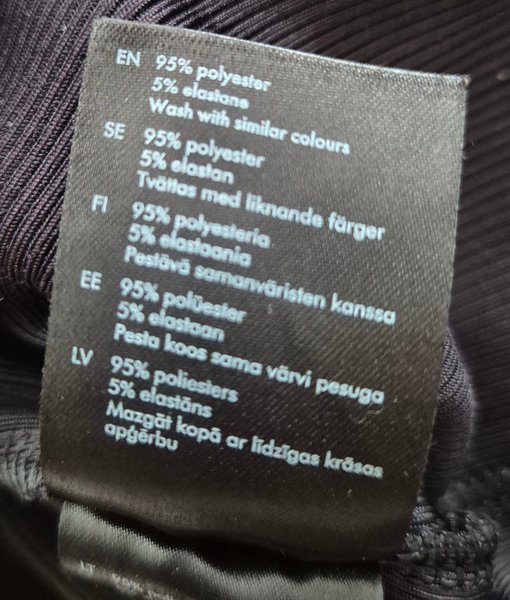 EN 95% polyester
5% elastane
Wash with similar colours
SE 95% polyester
5% elastan
Tvättas med liknande färger
FI 95% polyesteria
5% elastaania
Pestävä samanväristen kanssa
EE 95% polüester
5% elastaan
Pesta koos sama värvi pesuga
LV 95% poliesters
5% elastāns
Mazgāt kopā ar līdzīgas krāsas
apģērbu